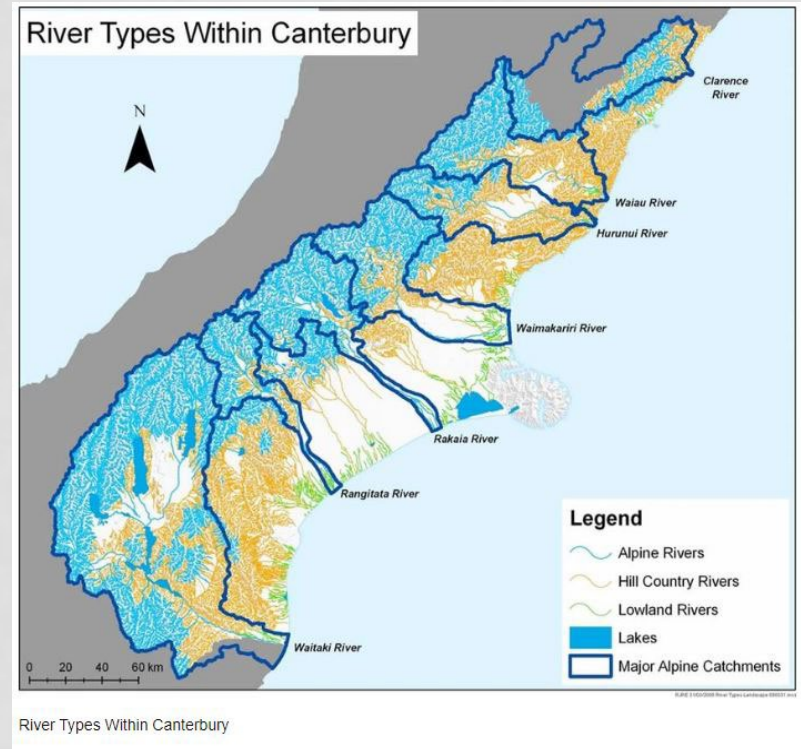 River Types Within Canterbury
N
Clarence
River
Waiau River
Hurunui River
Waimakariri River
Rakaia River
Rangitata River
Waitaki River
Legend
Alpine Rivers
Hill Country Rivers
Lowland Rivers
Lakes
Major Alpine Catchments
0 20 40 60 km
River Types Within Canterbury